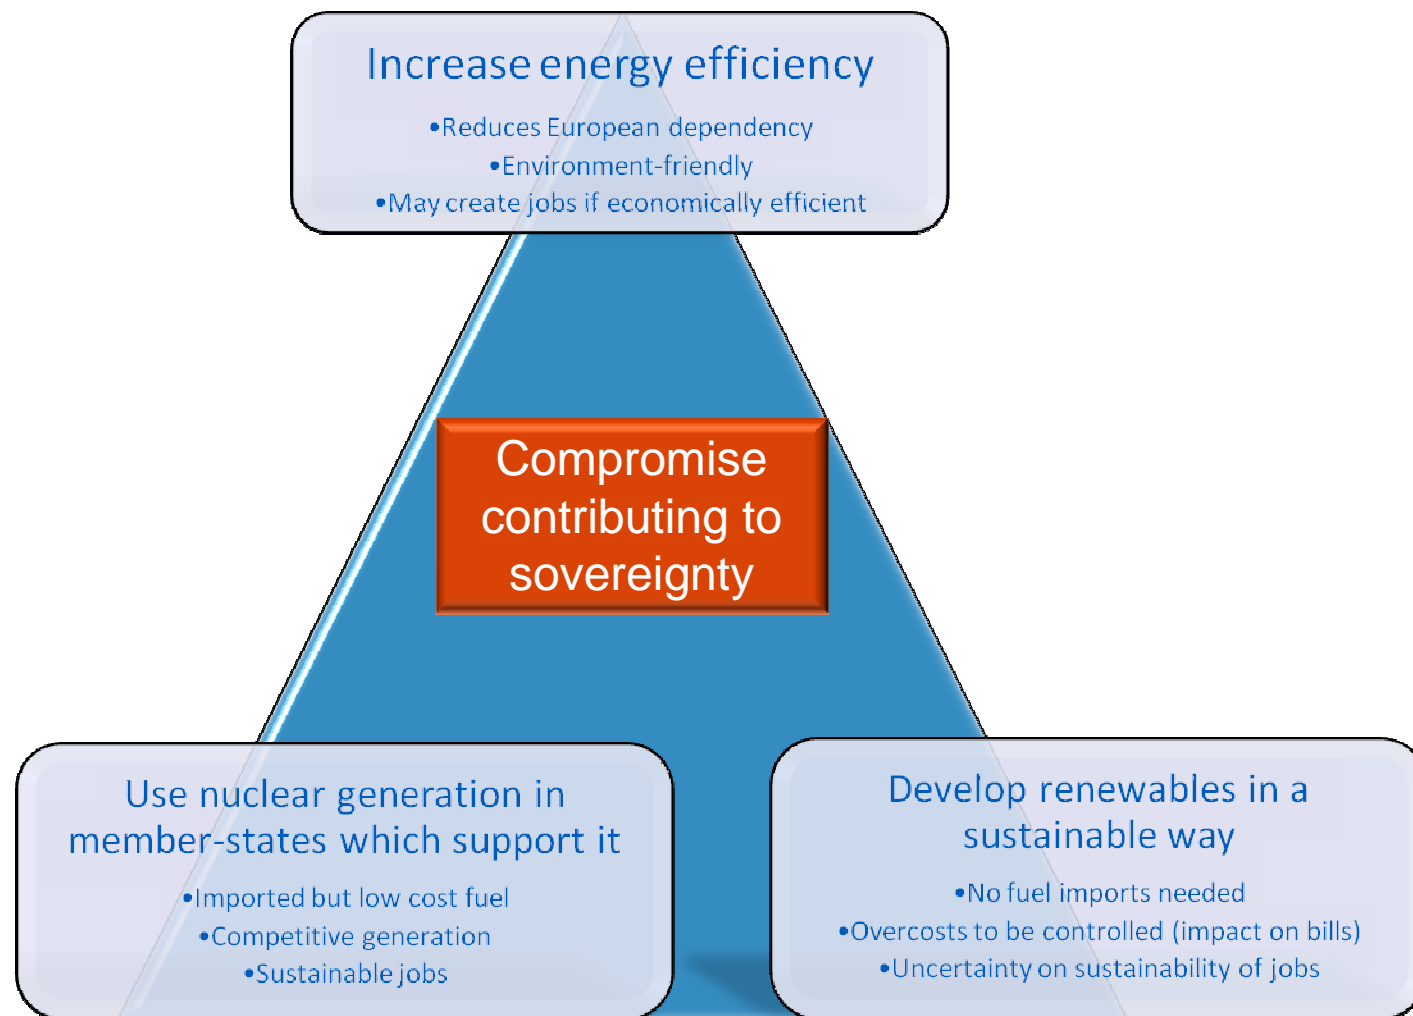 Increase energy efficiency
•Reduces European dependency
•Environment-friendly
•May create jobs if economically efficient
Compromise
contributing to
sovereignty
Use nuclear generation in
member-states which support it
•Imported but low cost fuel
•Competitive generation
•Sustainable jobs
Develop renewables in a
sustainable way
•No fuel imports needed
•Overcosts to be controlled (impact on bills)
•Uncertainty on sustainability of jobs